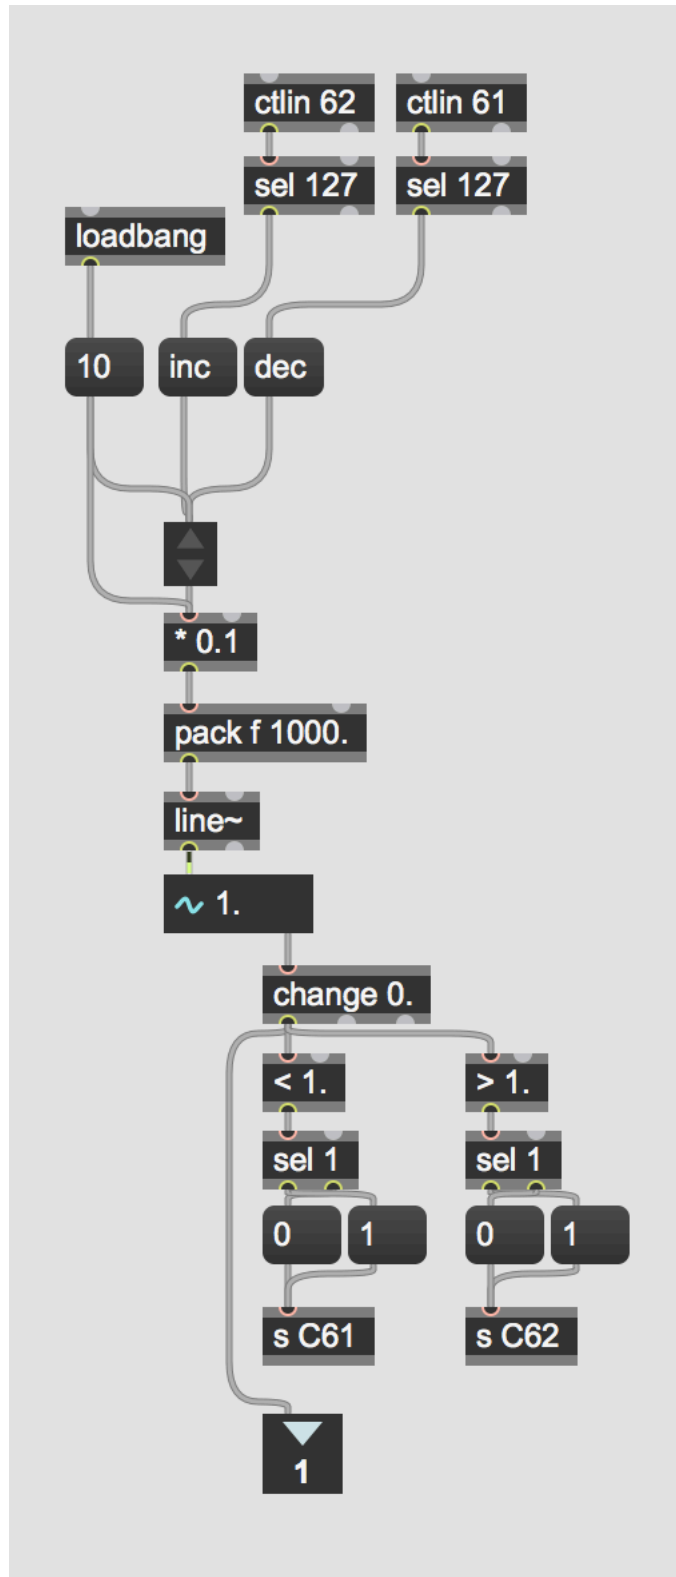 ctlin 62
ctlin 61
sel 127
sel 127
loadbang
10
inc
dec
* 0.1
pack f 1000.
line~
1.
change 0.
< 1.
> 1.
sel 1
sel 1
0
1
0
1
s C61
s C62
1